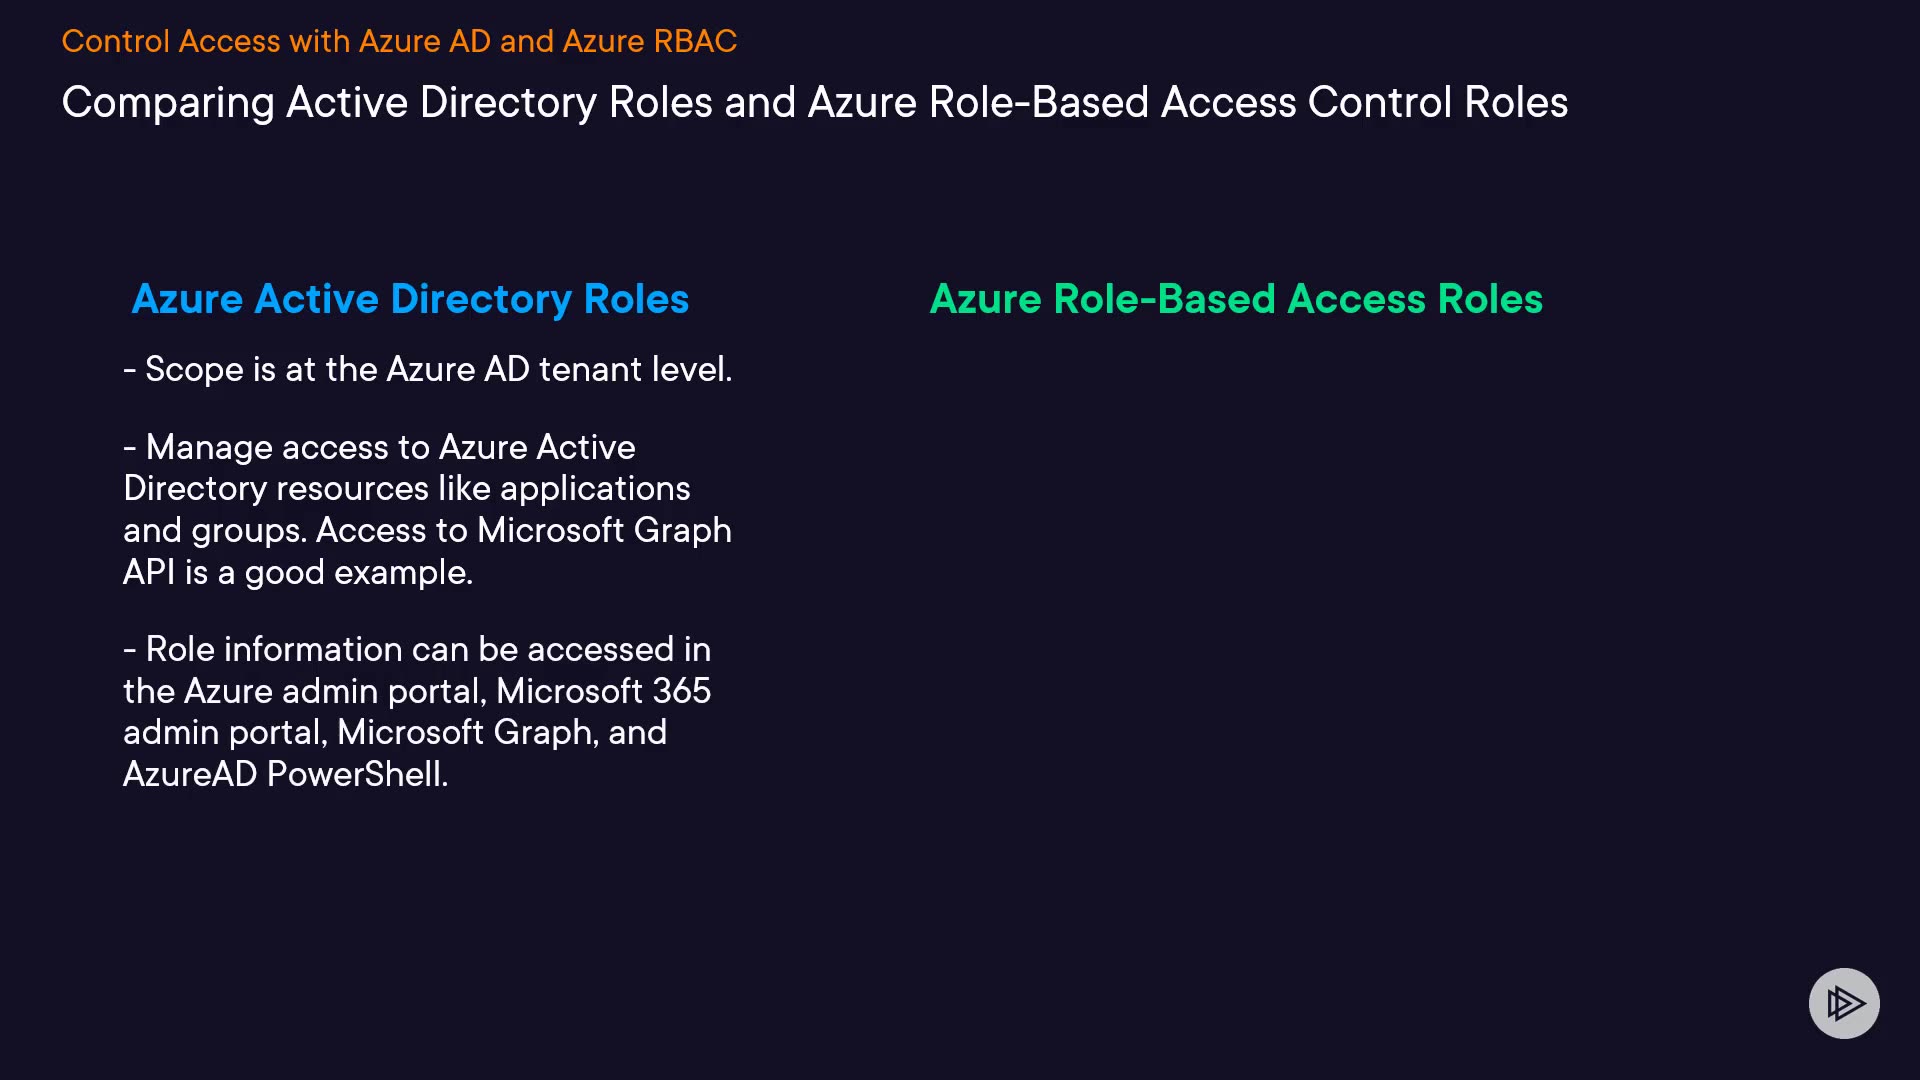 Control Access with Azure AD and Azure RBAC
Comparing Active Directory Roles and Azure Role-Based Access Control Roles
Azure Active Directory Roles
- Scope is at the Azure AD tenant level.
- Manage access to Azure Active
Directory resources like applications
and groups. Access to Microsoft Graph
API is a good example.
- Role information can be accessed in
the Azure admin portal, Microsoft 365
admin portal, Microsoft Graph, and
AzureAD PowerShell.
Azure Role-Based Access Roles